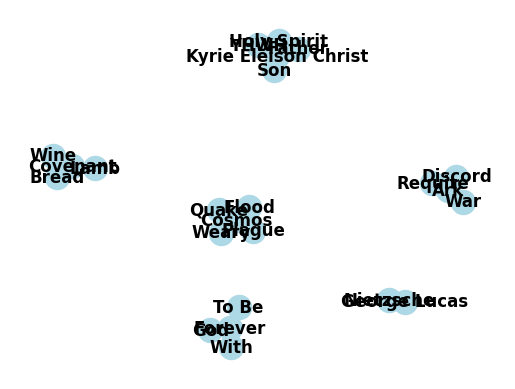 Holy Spirit
YHWH
Father
Kyrie Eleison Christ
Son
Wine
Covenant
Lamb
Bread
Discord
Requite
Ark
War
Flood
Quake
Cosmos
Plague
Weary
Nietzsche
George Lucas
To Be
Forever
God
With